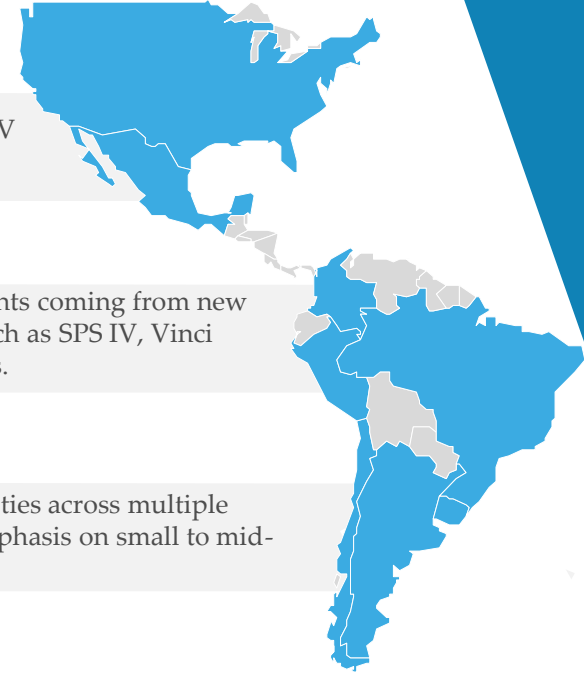 V
nts coming from new
ch as SPS IV, Vinci
s.
ties across multiple
phasis on small to mid-